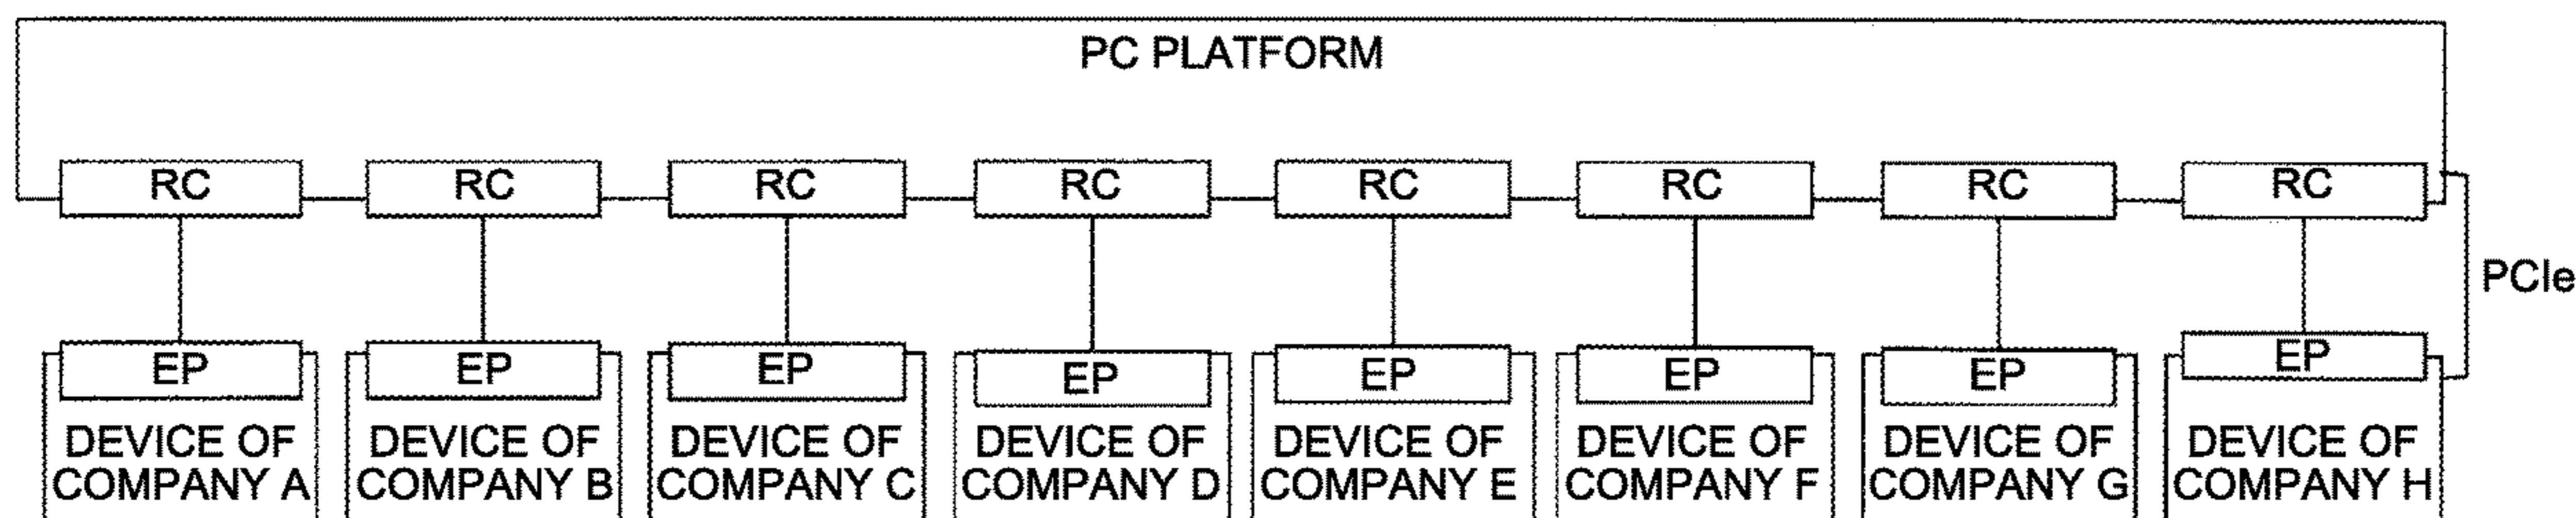 PC PLATFORM
RC RC RC RC RC RC RC RC
PCIe
EP EP EP EP EP EP EP EP
DEVICE OF COMPANY A
DEVICE OF COMPANY B
DEVICE OF COMPANY C
DEVICE OF COMPANY D
DEVICE OF COMPANY E
DEVICE OF COMPANY F
DEVICE OF COMPANY G
DEVICE OF COMPANY H